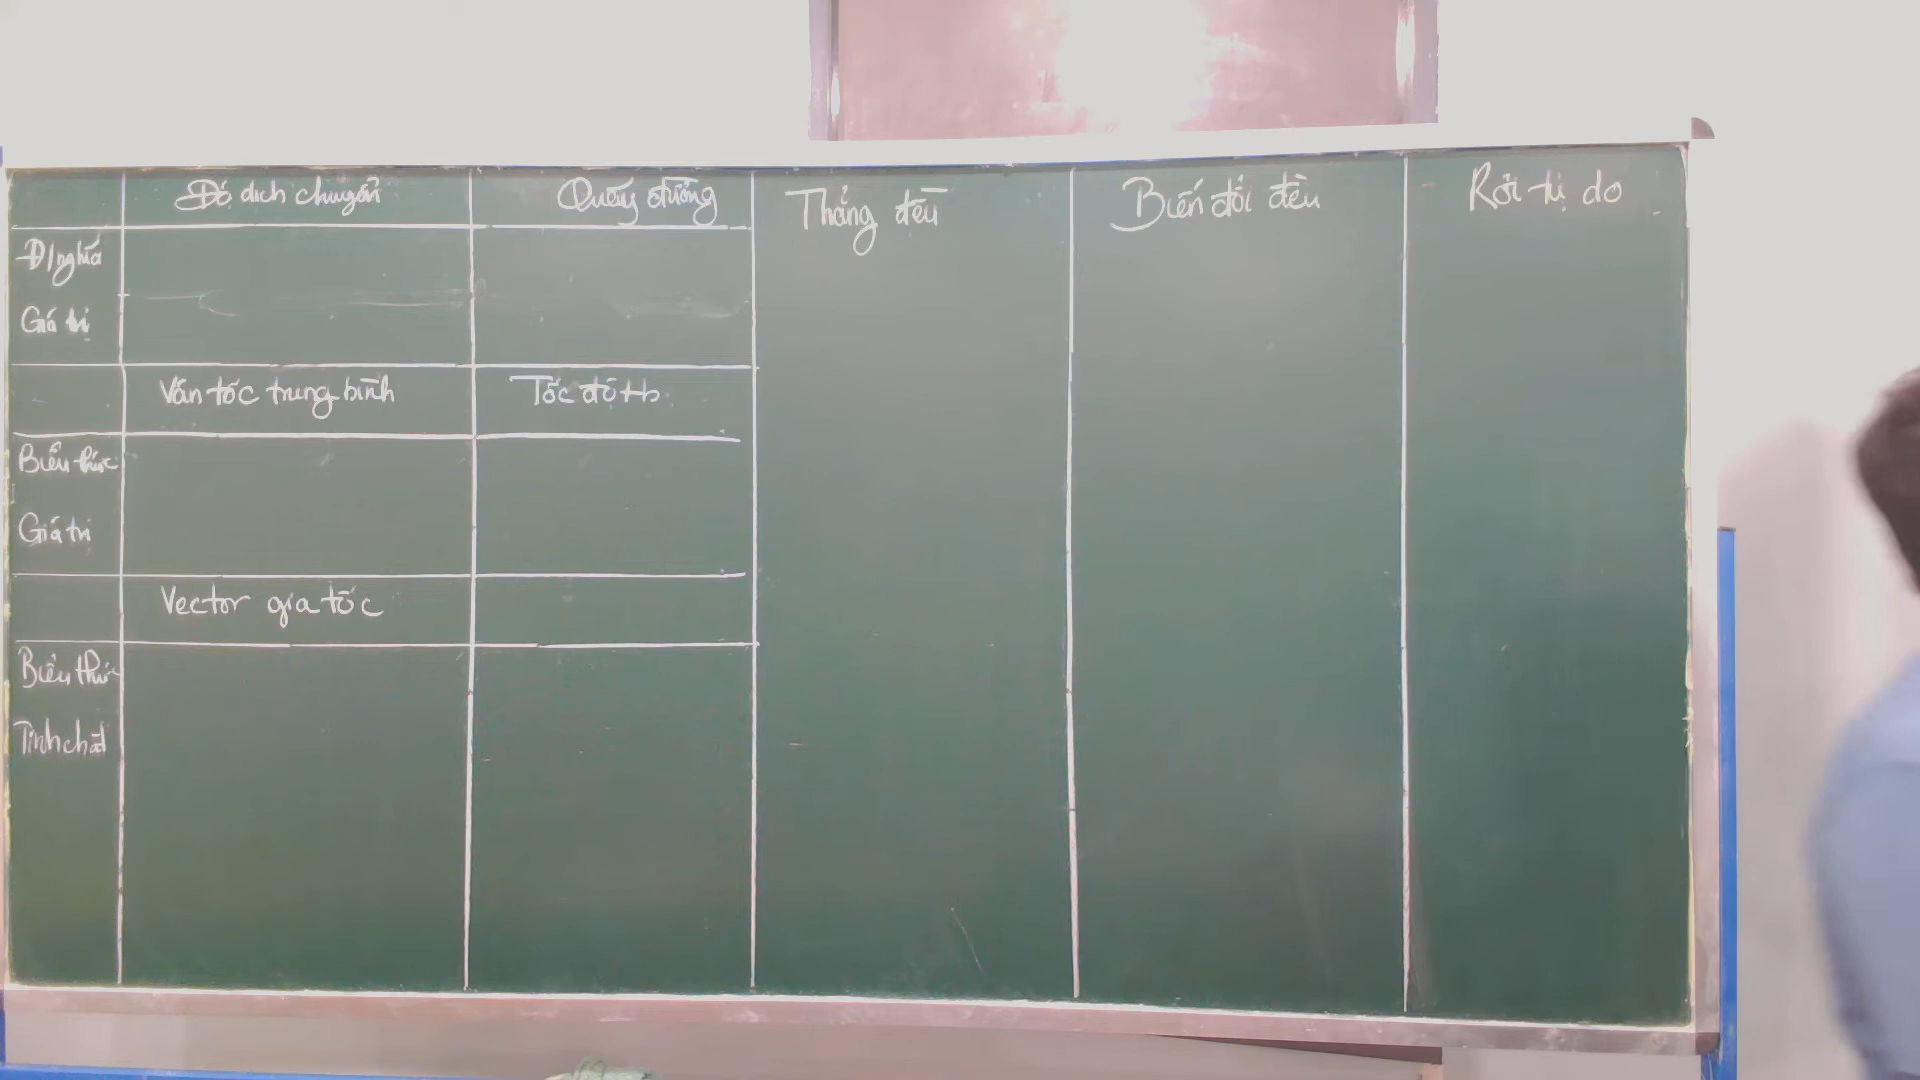 Độ dịch chuyển Quãng đường Thẳng đều Biến đổi đều Rơi tự do
Đ/nghĩa
Giá trị
Vận tốc trung bình Tốc độ tb
Biểu thức
Giá trị
Vector gia tốc
Biểu thức
Tính chất